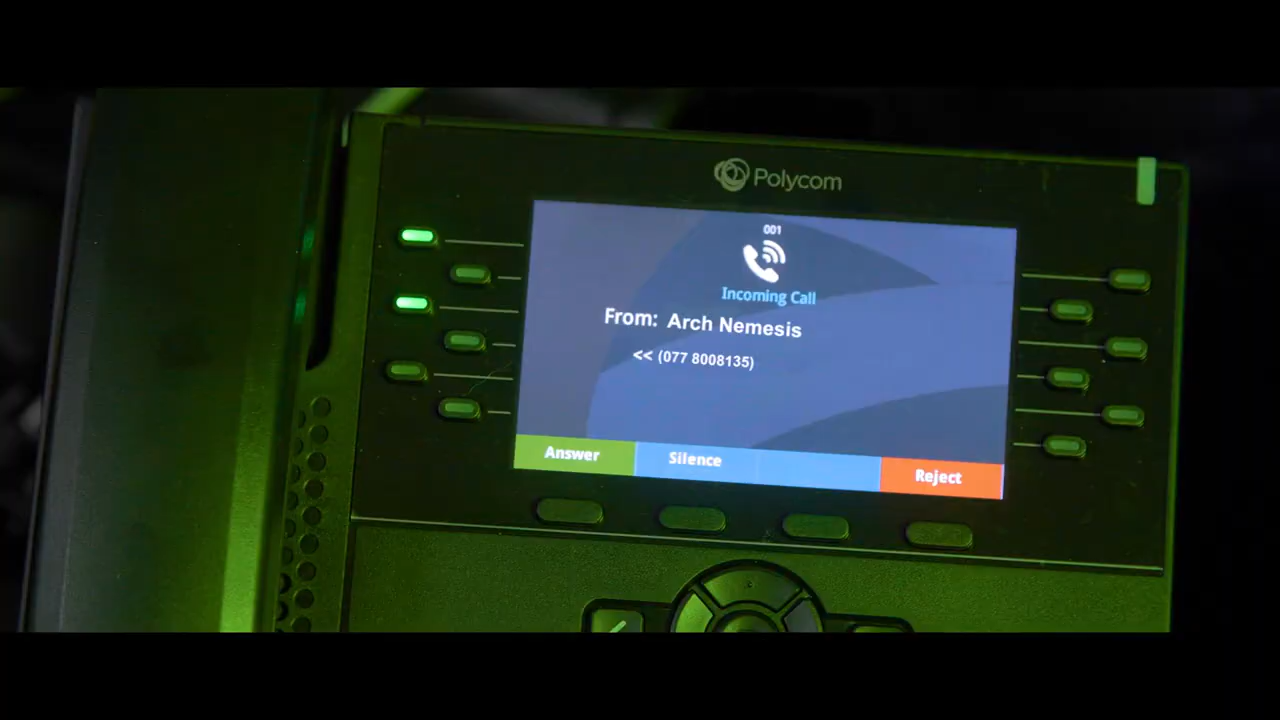 Polycom
001
Incoming Call
From: Arch Nemesis
<< (077 8008135)
Answer
Silence
Reject